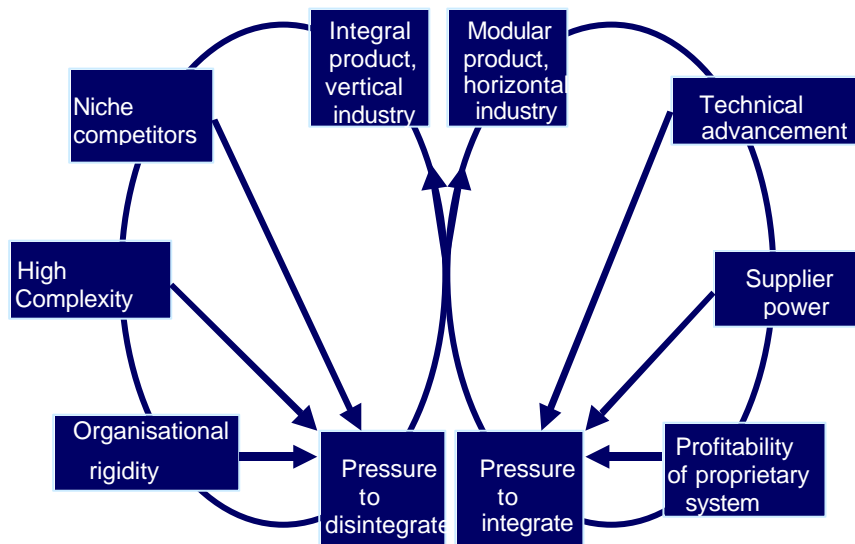 Integral
product,
vertical
industry
Modular
product,
horizontal
industry
Niche
competitors
Technical
advancement
High
Complexity
Supplier
power
Organisational
rigidity
Pressure
to
disintegrate
Pressure
to
integrate
Profitability
of proprietary
system